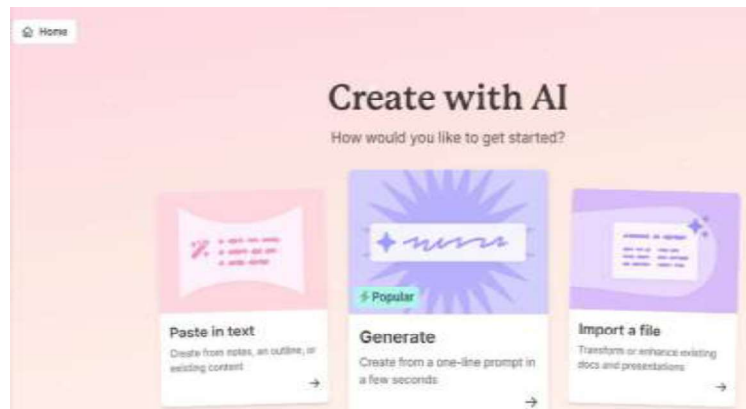 Home
Create with AI
How would you like to get started?
Popular
Paste in text
Create from notes, an outline, or
existing content
Generate
Create from a one-line prompt in
a few seconds
Import a file
Transform or enhance existing
docs and presentations